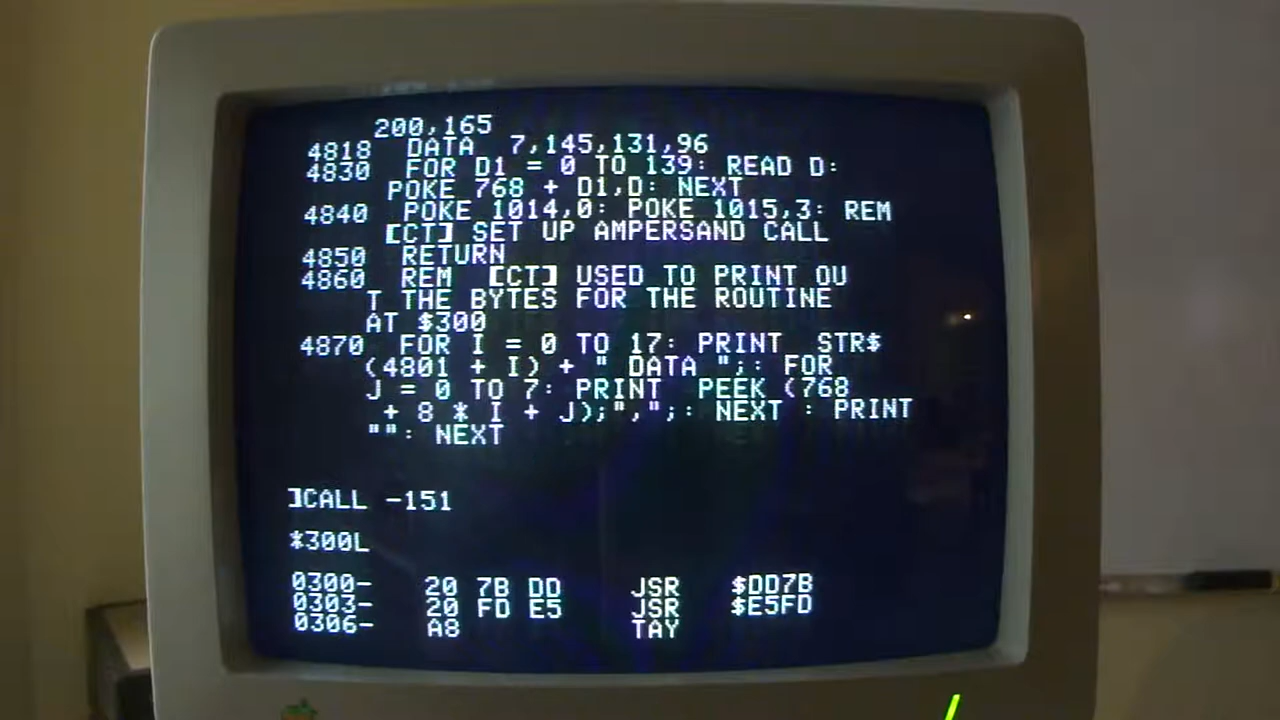 200,165
4818  DATA  7,145,131,96
4830  FOR D1 = 0 TO 139: READ D:
POKE 768 + D1,D: NEXT
4840  POKE 1014,0: POKE 1015,3: REM
[CT] SET UP AMPERSAND CALL
4850  RETURN
4860  REM  [CT] USED TO PRINT OU
T THE BYTES FOR THE ROUTINE
AT $300
4870  FOR I = 0 TO 17: PRINT  STR$
(4801 + I) + " DATA ";: FOR
J = 0 TO 7: PRINT  PEEK (768
+ 8 * I + J);",";: NEXT : PRINT
"": NEXT
]CALL -151
*300L
0300-   20 7B DD    JSR   $DD7B
0303-   20 FD E5    JSR   $E5FD
0306-   A8          TAY